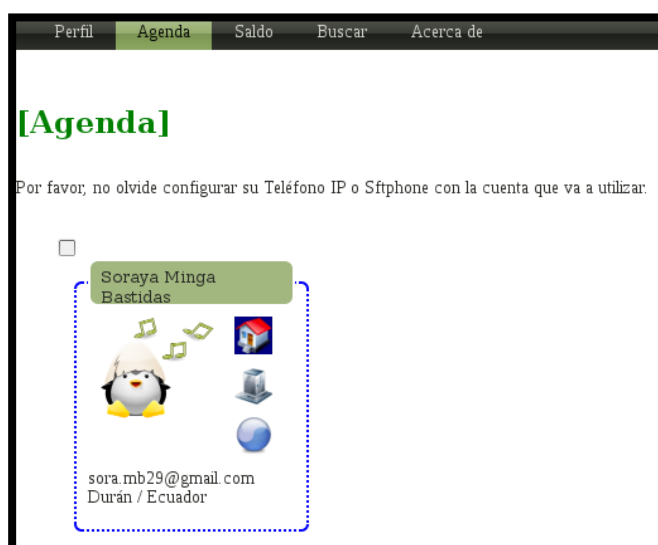 Perfil Agenda Saldo Buscar Acerca de
[Agenda]
Por favor, no olvide configurar su Teléfono IP o Sftphone con la cuenta que va a utilizar.
Soraya Minga
Bastidas
sora.mb29@gmail.com
Durán / Ecuador